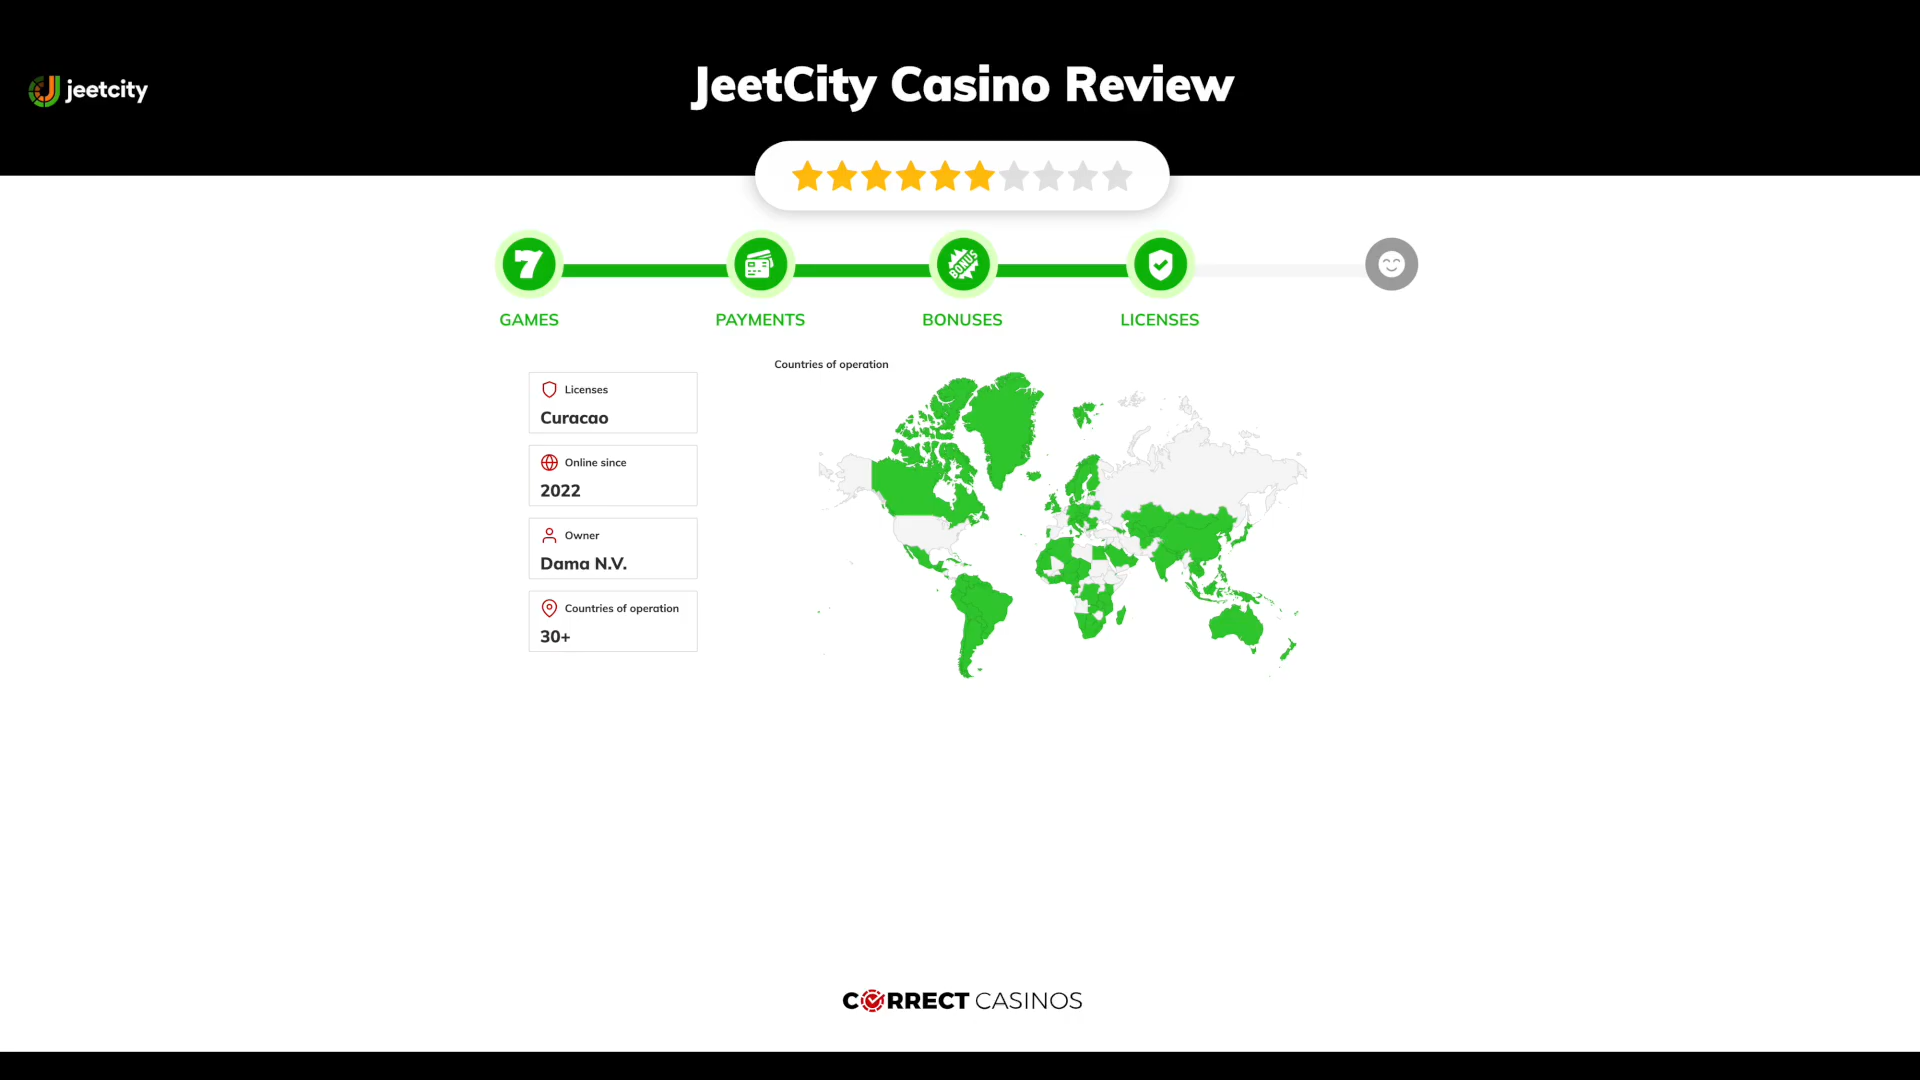 jeetcity
JeetCity Casino Review
7
BONUS
GAMES
PAYMENTS
BONUSES
LICENSES
Licenses
Curacao
Online since
2022
Owner
Dama N.V.
Countries of operation
30+
Countries of operation
CORRECT CASINOS